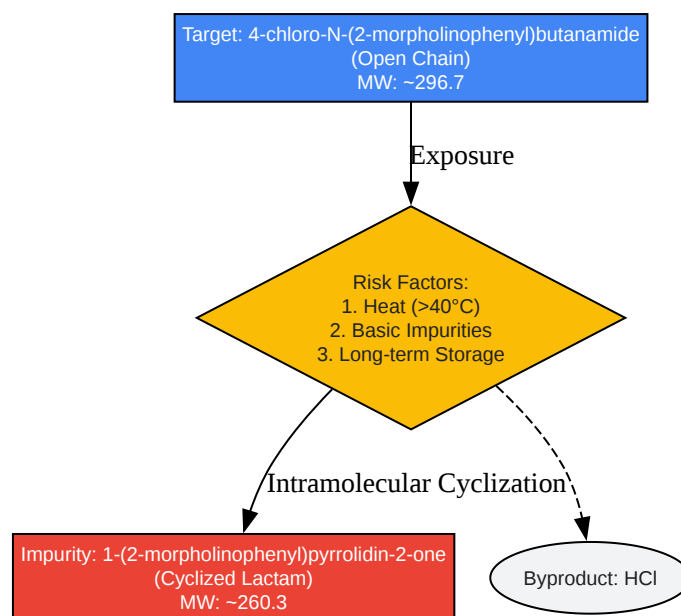 Target: 4-chloro-N-(2-morpholinophenyl)butanamide
(Open Chain)
MW: ~296.7
Exposure
Risk Factors:
1. Heat (>40°C)
2. Basic Impurities
3. Long-term Storage
Intramolecular Cyclization
Impurity: 1-(2-morpholinophenyl)pyrrolidin-2-one
(Cyclized Lactam)
MW: ~260.3
Byproduct: HCl